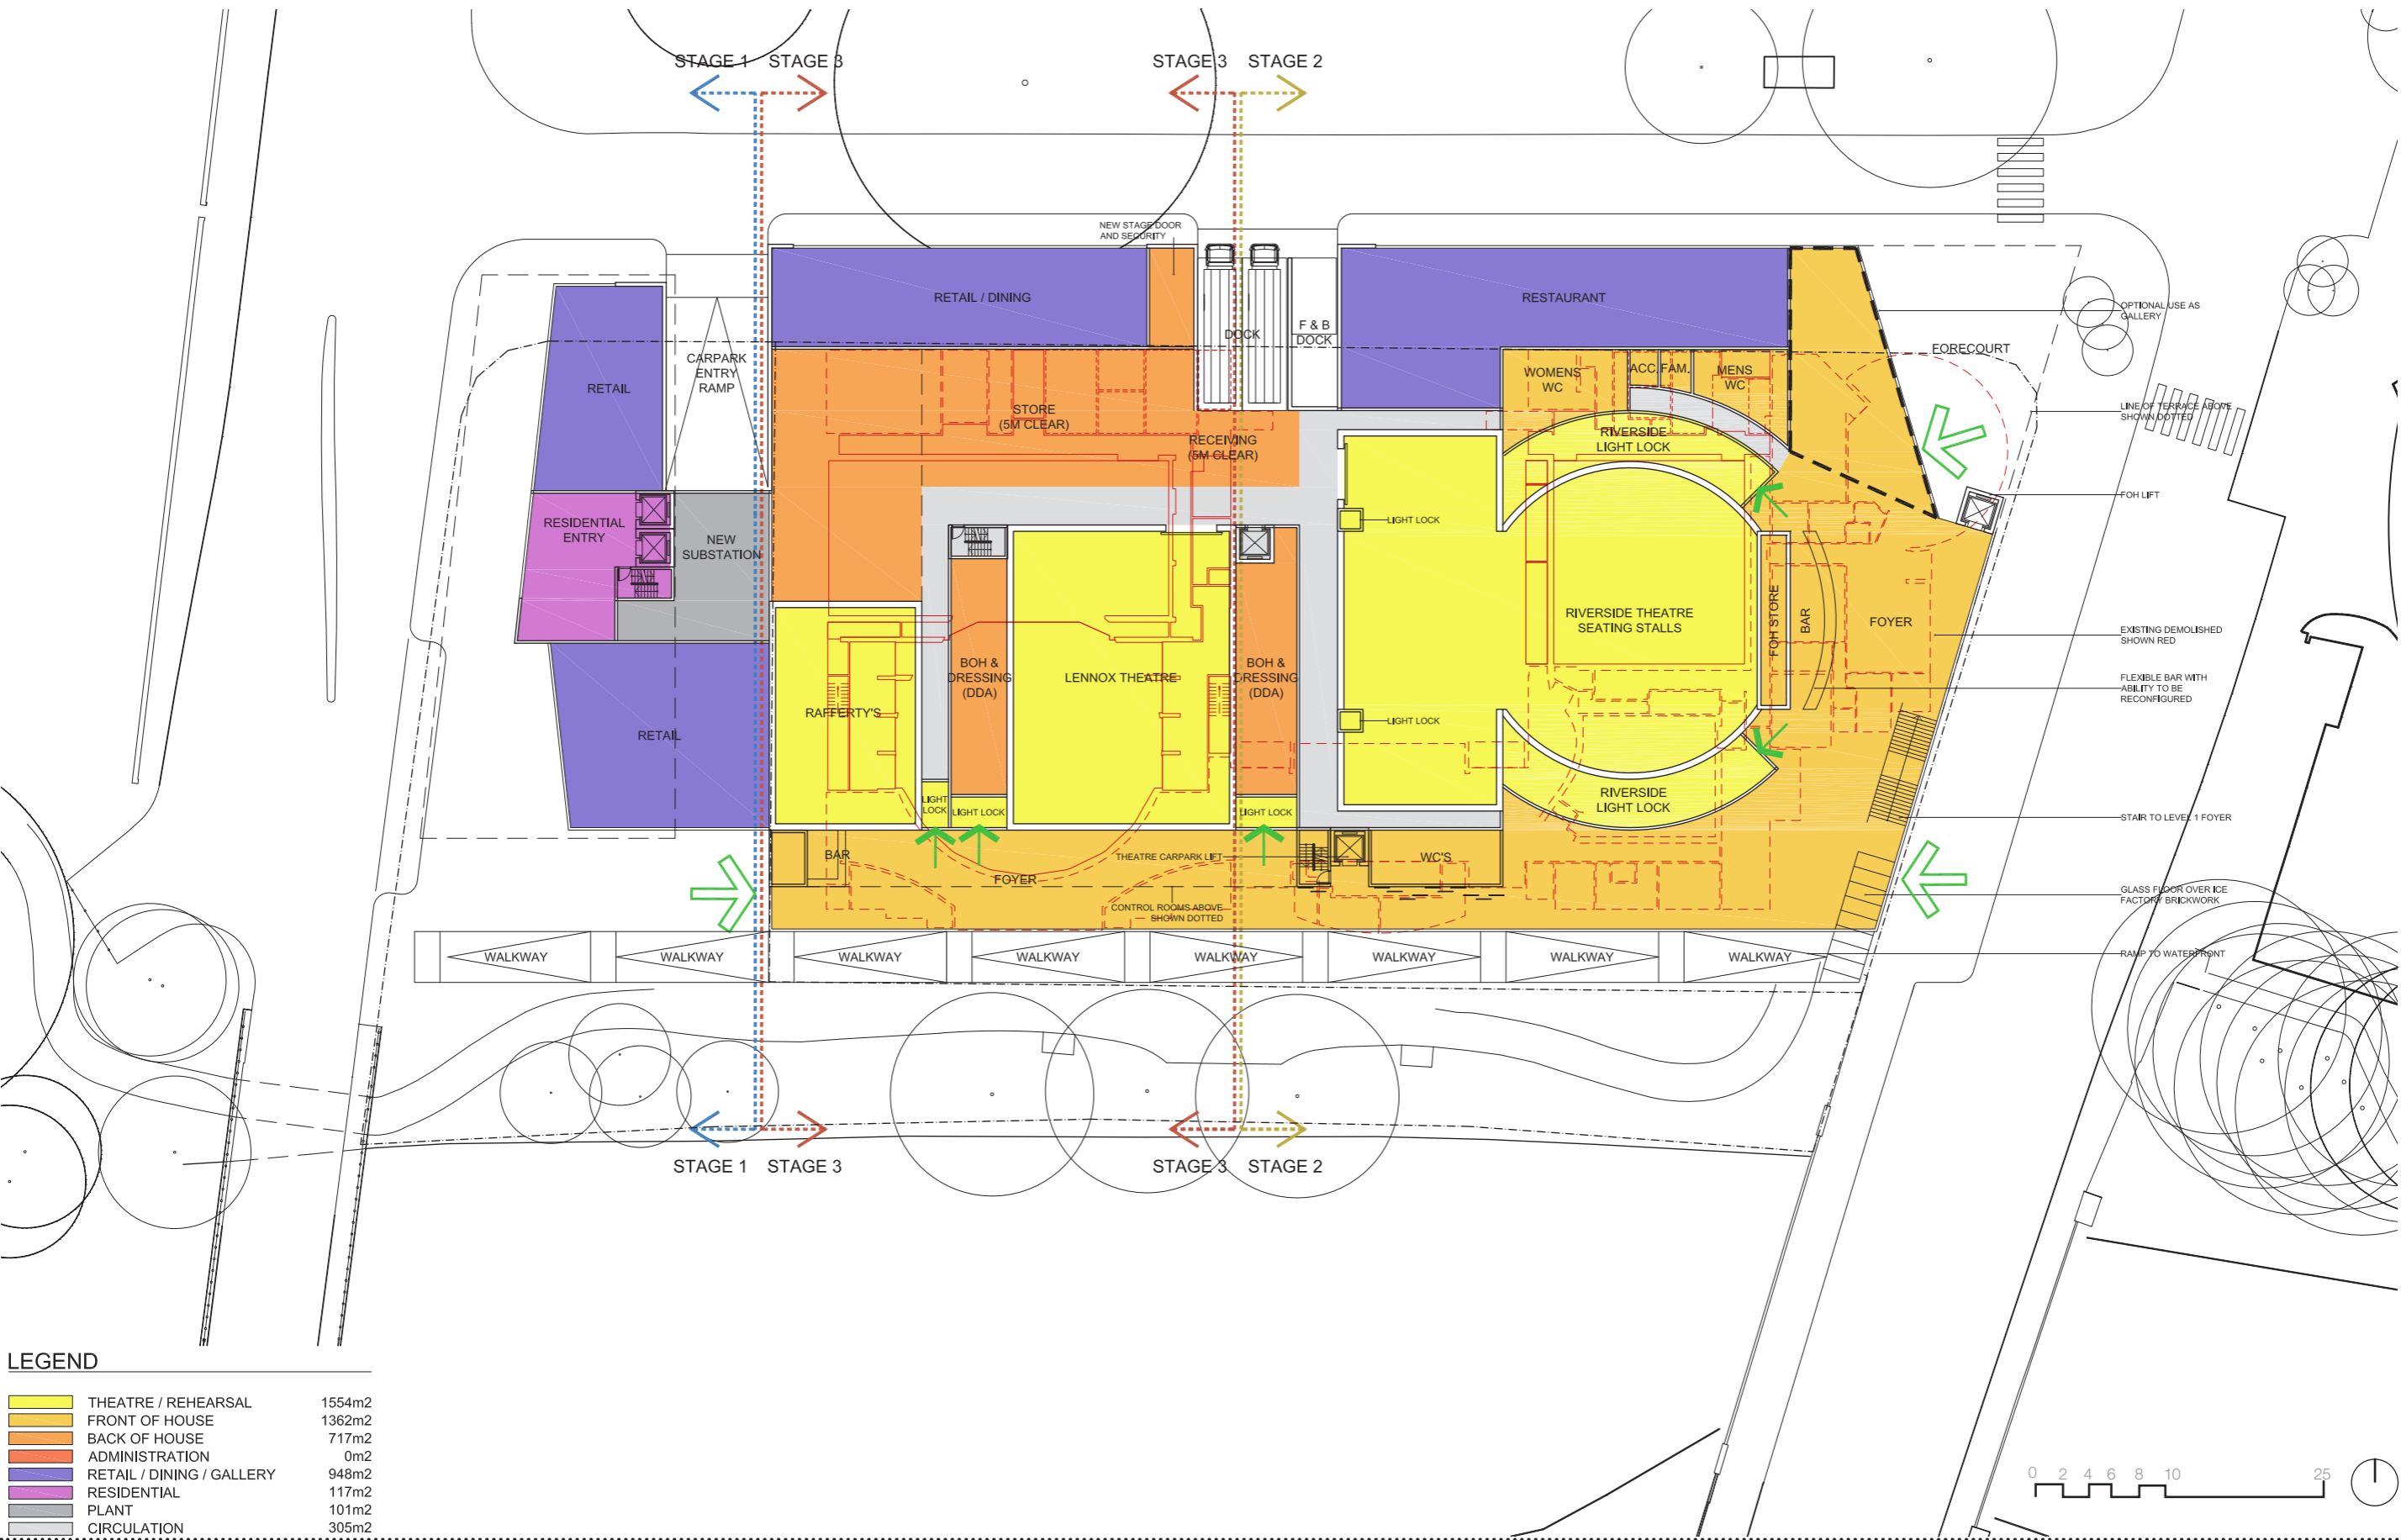 STAGE 1 STAGE 3
STAGE 3 STAGE 2
NEW STAGE DOOR
AND SECURITY
RETAIL / DINING
DOCK
F & B
DOCK
RESTAURANT
OPTIONAL USE AS
GALLERY
FORECOURT
CARPARK
ENTRY
RAMP
RETAIL
WOMENS
WC
ACC.
FAM.
MENS
WC
STORE
(5M CLEAR)
RECEIVING
(5M CLEAR)
RIVERSIDE
LIGHT LOCK
LINE OF TERRACE ABOVE
SHOWN DOTTED
FOH LIFT
RESIDENTIAL
ENTRY
NEW
SUBSTATION
LIGHT LOCK
RIVERSIDE THEATRE
SEATING STALLS
FOH STORE
BAR
FOYER
EXISTING DEMOLISHED
SHOWN RED
BOH &
DRESSING
(DDA)
LENNOX THEATRE
BOH &
DRESSING
(DDA)
FLEXIBLE BAR WITH
ABILITY TO BE
RECONFIGURED
RAFFERTY'S
RETAIL
LIGHT LOCK
LIGHT
LOCK
LIGHT LOCK
LIGHT LOCK
RIVERSIDE
LIGHT LOCK
STAIR TO LEVEL 1 FOYER
BAR
FOYER
THEATRE CARPARK LIFT
WC'S
GLASS FLOOR OVER ICE
FACTORY BRICKWORK
CONTROL ROOMS ABOVE
SHOWN DOTTED
WALKWAY WALKWAY WALKWAY WALKWAY WALKWAY WALKWAY WALKWAY WALKWAY
RAMP TO WATERFRONT
STAGE 1 STAGE 3
STAGE 3 STAGE 2
LEGEND
THEATRE / REHEARSAL 1554m2
FRONT OF HOUSE 1362m2
BACK OF HOUSE 717m2
ADMINISTRATION 0m2
RETAIL / DINING / GALLERY 948m2
RESIDENTIAL 117m2
PLANT 101m2
CIRCULATION 305m2
0 2 4 6 8 10 25